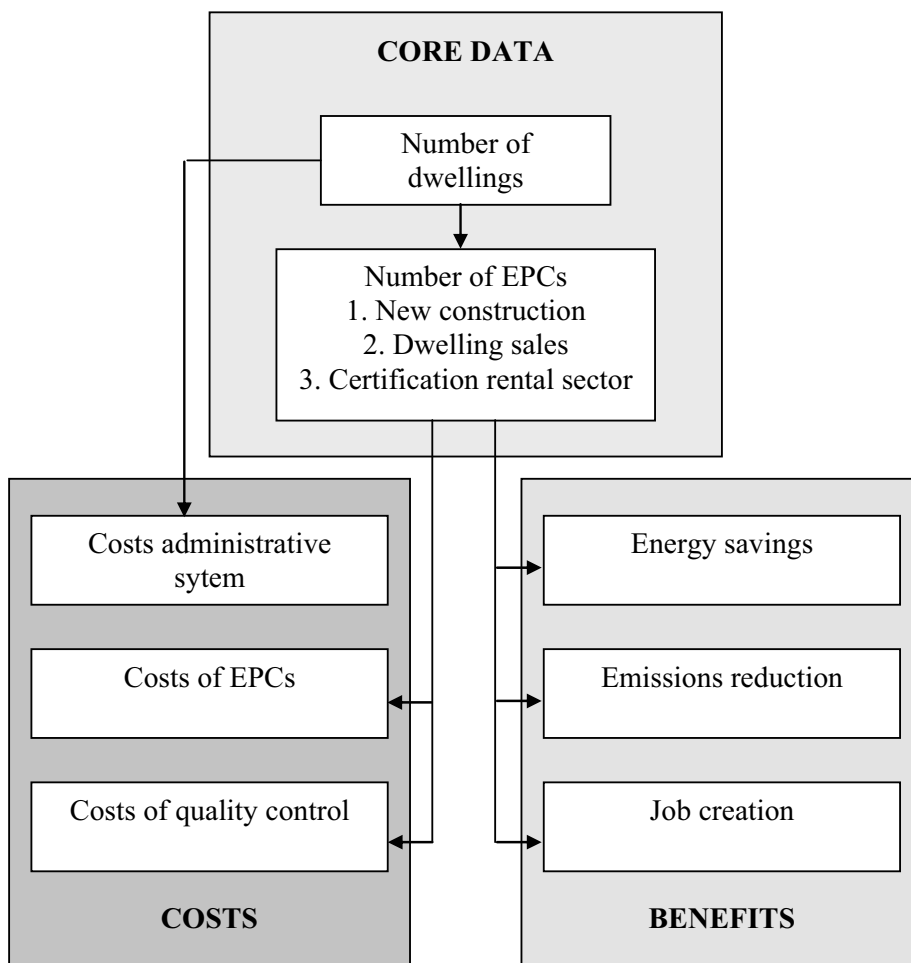 CORE DATA
Number of
dwellings
Number of EPCs
1. New construction
2. Dwelling sales
3. Certification rental sector
Costs administrative
sytem
Costs of EPCs
Costs of quality control
COSTS
Energy savings
Emissions reduction
Job creation
BENEFITS